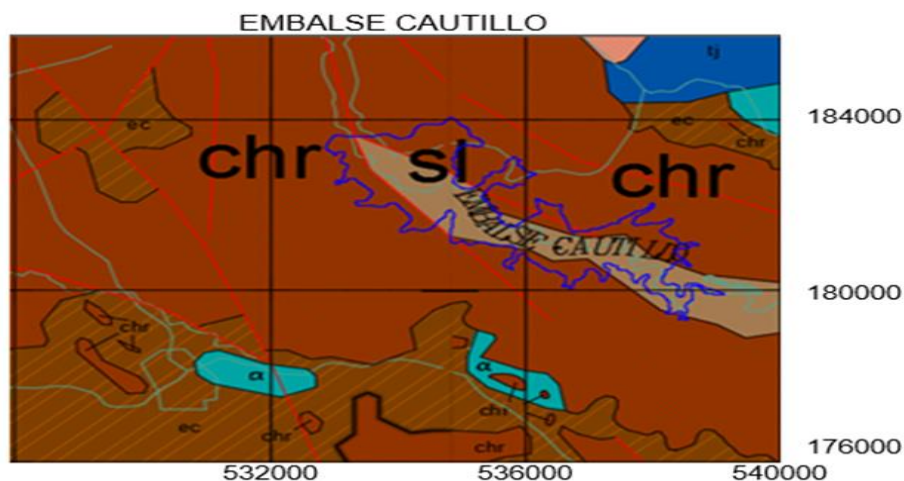 EMBALSE CAUTILLO
tj
184000
ec
ec
chr
chr
sl
chr
EMBALSE CAUTILLO
180000
chr
α
α
chr
ec
chr
chr
176000
532000
536000
540000